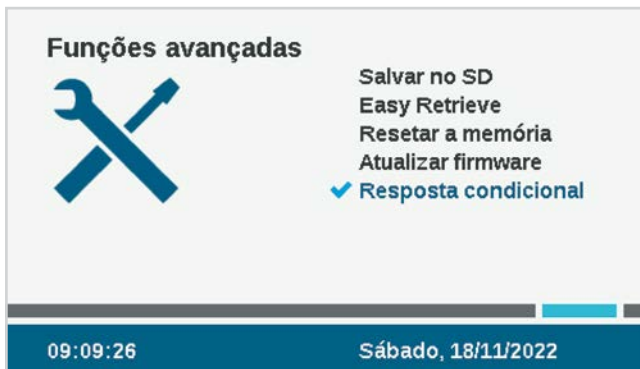 Funções avançadas
Salvar no SD
Easy Retrieve
Resetar a memória
Atualizar firmware
Resposta condicional
09:09:26 Sábado, 18/11/2022